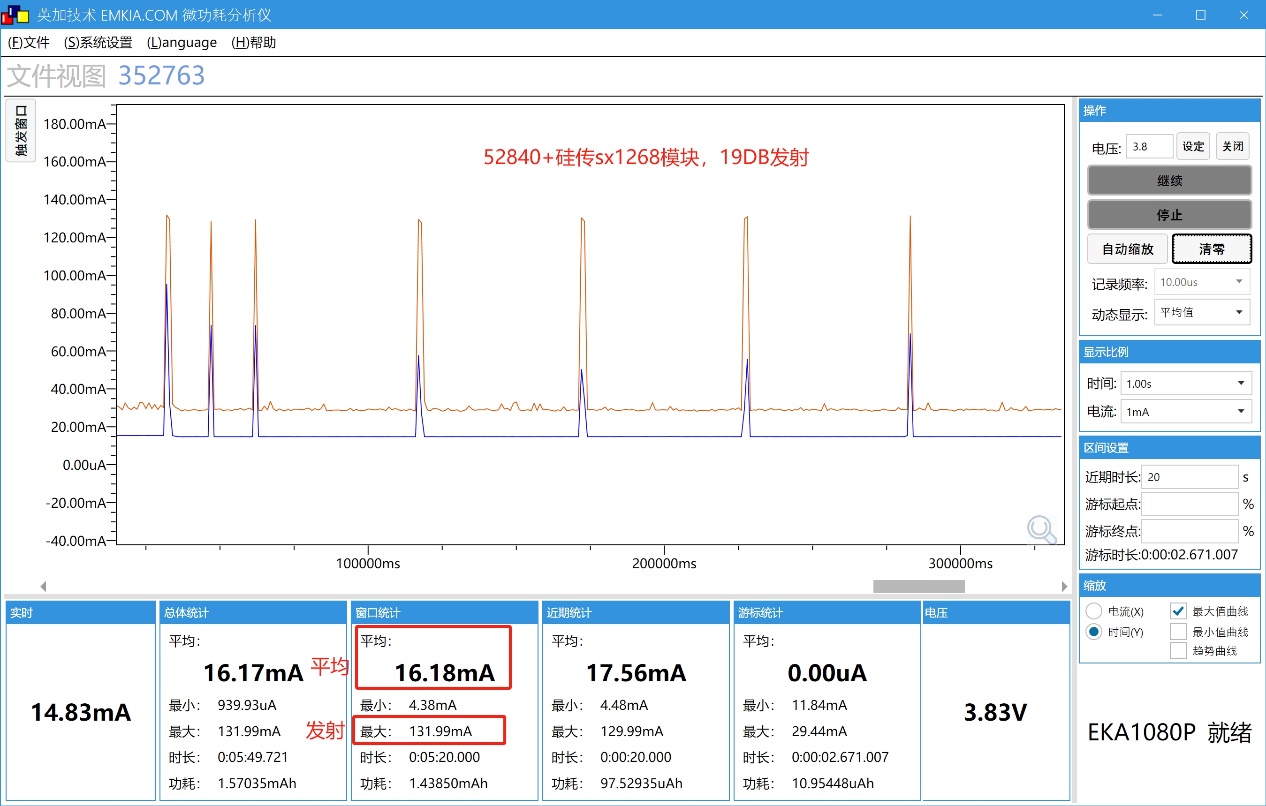 英加技术 EMKIA.COM 微功耗分析仪
(F)文件 (S)系统设置 (L)anguage (H)帮助
文件视图 352763
触发窗口
180.00mA
160.00mA
140.00mA
120.00mA
100.00mA
80.00mA
60.00mA
40.00mA
20.00mA
0.00uA
-20.00mA
-40.00mA
52840+硅传sx1268模块，19DB发射
100000ms 200000ms 300000ms
操作
电压: 3.8 设定 关闭
继续
停止
自动缩放 清零
记录频率: 10.00us
动态显示: 平均值
显示比例
时间: 1.00s
电流: 1mA
区间设置
近期时长: 20 s
游标起点: %
游标终点: %
游标时长:0:00:02.671.007
缩放
电流(X) 最大值曲线
时间(Y) 最小值曲线
趋势曲线
实时
14.83mA
总体统计
平均:
16.17mA
最小: 939.93uA
最大: 131.99mA
时长: 0:05:49.721
功耗: 1.57035mAh
平均
发射
窗口统计
平均:
16.18mA
最小: 4.38mA
最大: 131.99mA
时长: 0:05:20.000
功耗: 1.43850mAh
近期统计
平均:
17.56mA
最小: 4.48mA
最大: 129.99mA
时长: 0:00:20.000
功耗: 97.52935uAh
游标统计
平均:
0.00uA
最小: 11.84mA
最大: 29.44mA
时长: 0:00:02.671.007
功耗: 10.95448uAh
电压
3.83V
EKA1080P 就绪